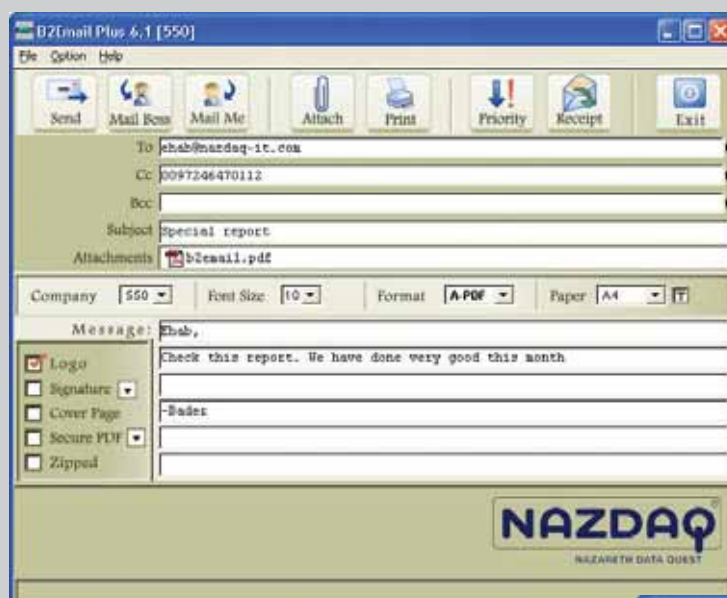 B2Email Plus 6.1 [550]
File Option Help
Send Mail Boss Mail Me Attach Print Priority Receipt Exit
To ehab@nazdaq-it.com
Cc 0097246470112
Bcc
Subject Special report
Attachments b2email.pdf
Company 550 Font Size 10 Format A-PDF Paper A4 T
Message: Ehab,
Logo Check this report. We have done very good this month
Signature
Cover Page -Bader
Secure PDF
Zipped
NAZDAQ
NAZARETH DATA QUEST